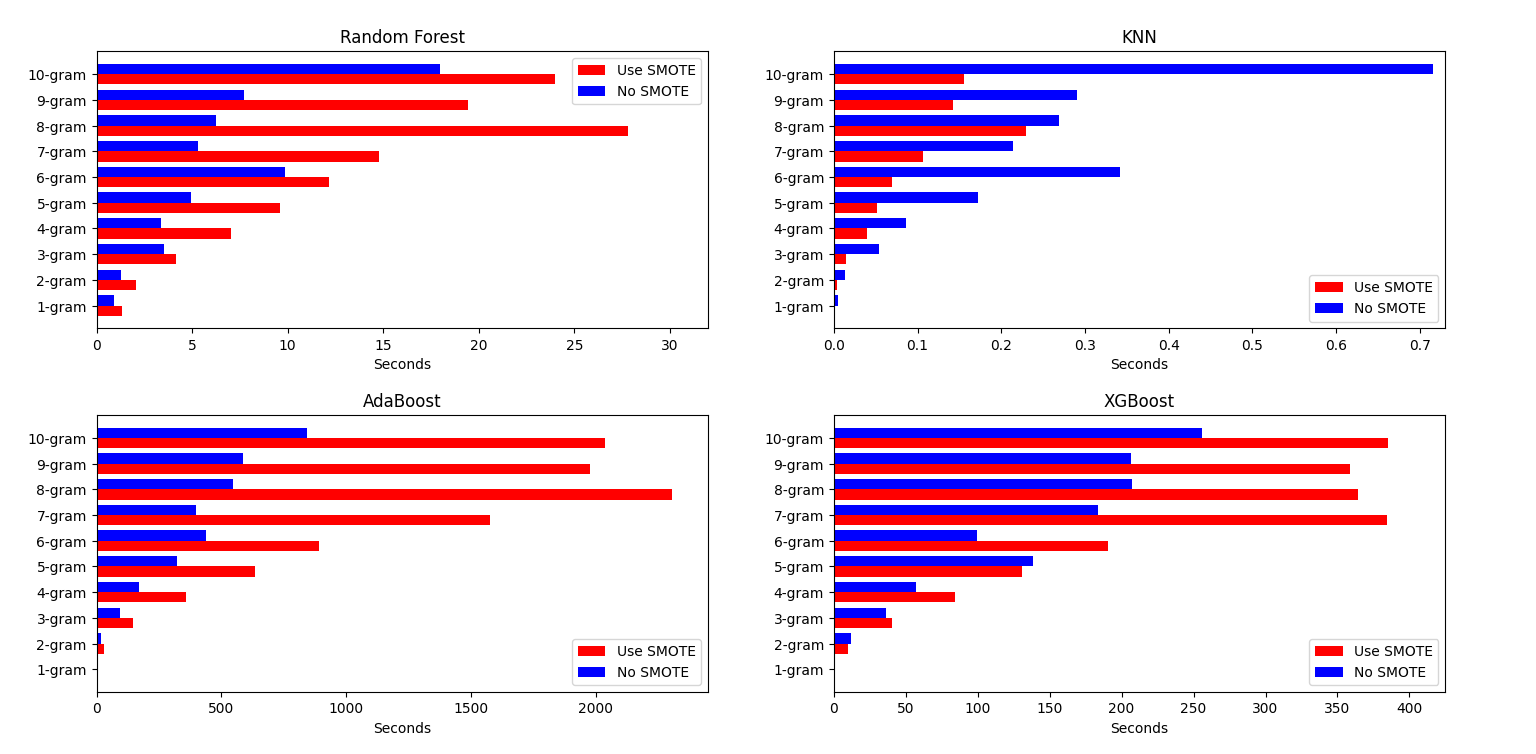 Random Forest
10-gram
9-gram
8-gram
7-gram
6-gram
5-gram
4-gram
3-gram
2-gram
1-gram
Use SMOTE
No SMOTE
0 5 10 15 20 25 30
Seconds
KNN
10-gram
9-gram
8-gram
7-gram
6-gram
5-gram
4-gram
3-gram
2-gram
1-gram
Use SMOTE
No SMOTE
0.0 0.1 0.2 0.3 0.4 0.5 0.6 0.7
Seconds
AdaBoost
10-gram
9-gram
8-gram
7-gram
6-gram
5-gram
4-gram
3-gram
2-gram
1-gram
Use SMOTE
No SMOTE
0 500 1000 1500 2000
Seconds
XGBoost
10-gram
9-gram
8-gram
7-gram
6-gram
5-gram
4-gram
3-gram
2-gram
1-gram
Use SMOTE
No SMOTE
0 50 100 150 200 250 300 350 400
Seconds